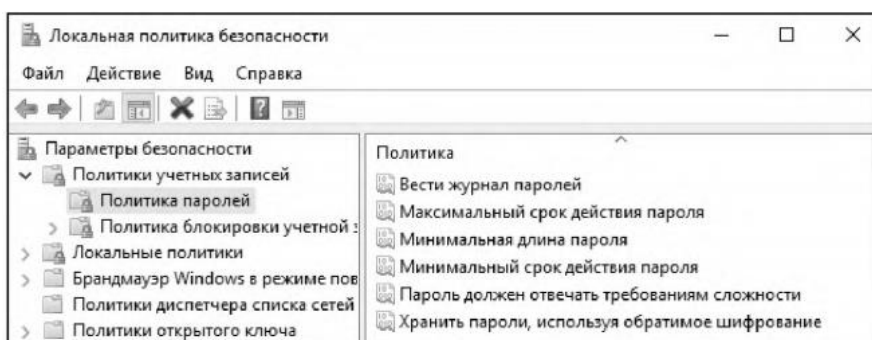 Локальная политика безопасности
Файл Действие Вид Справка
Параметры безопасности
Политики учетных записей
Политика паролей
Политика блокировки учетной
Локальные политики
Брандмауэр Windows в режиме пов
Политики диспетчера списка сетей
Политики открытого ключа
Политика
Вести журнал паролей
Максимальный срок действия пароля
Минимальная длина пароля
Минимальный срок действия пароля
Пароль должен отвечать требованиям сложности
Хранить пароли, используя обратимое шифрование